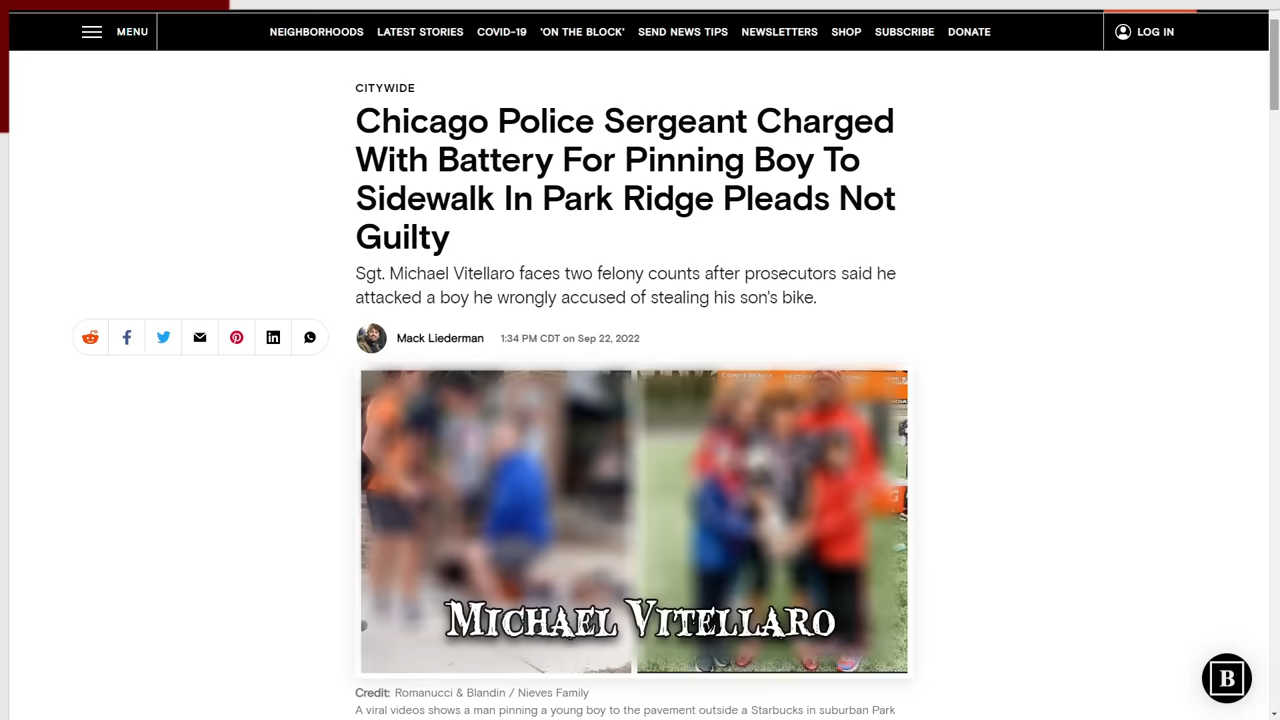 MENU
NEIGHBORHOODS LATEST STORIES COVID-19 'ON THE BLOCK' SEND NEWS TIPS NEWSLETTERS SHOP SUBSCRIBE DONATE
LOG IN
CITYWIDE
Chicago Police Sergeant Charged
With Battery For Pinning Boy To
Sidewalk In Park Ridge Pleads Not
Guilty
Sgt. Michael Vitellaro faces two felony counts after prosecutors said he
attacked a boy he wrongly accused of stealing his son's bike.
Mack Liederman 1:34 PM CDT on Sep 22, 2022
CONFERENCE
MICHAEL VITELLARO
Credit: Romanucci & Blandin / Nieves Family
A viral videos shows a man pinning a young boy to the pavement outside a Starbucks in suburban Park
B